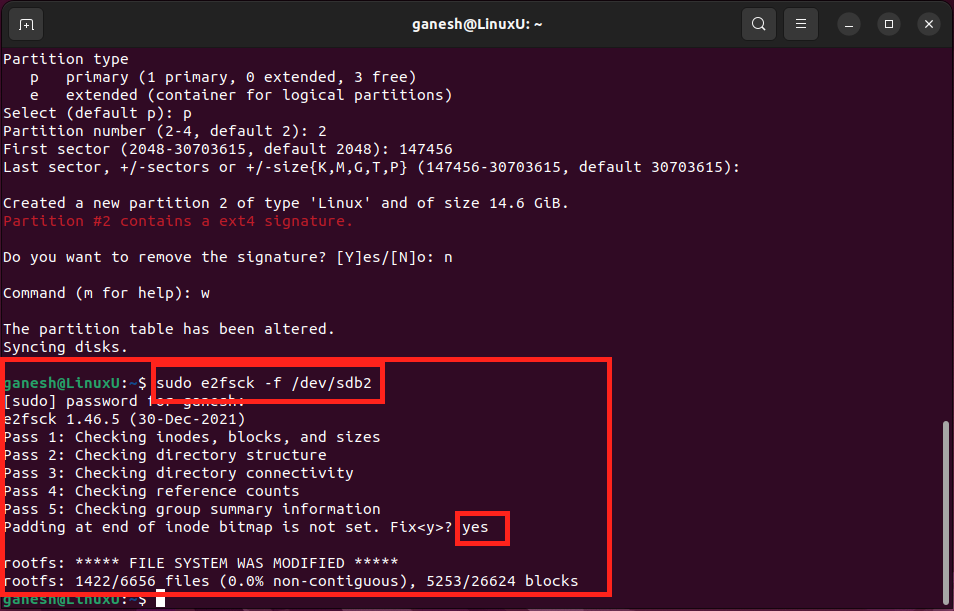 ganesh@LinuxU: ~
Partition type
   p   primary (1 primary, 0 extended, 3 free)
   e   extended (container for logical partitions)
Select (default p): p
Partition number (2-4, default 2): 2
First sector (2048-30703615, default 2048): 147456
Last sector, +/-sectors or +/-size{K,M,G,T,P} (147456-30703615, default 30703615):
Created a new partition 2 of type 'Linux' and of size 14.6 GiB.
Partition #2 contains a ext4 signature.
Do you want to remove the signature? [Y]es/[N]o: n
Command (m for help): w
The partition table has been altered.
Syncing disks.
ganesh@LinuxU:~$ sudo e2fsck -f /dev/sdb2
[sudo] password for ganesh:
e2fsck 1.46.5 (30-Dec-2021)
Pass 1: Checking inodes, blocks, and sizes
Pass 2: Checking directory structure
Pass 3: Checking directory connectivity
Pass 4: Checking reference counts
Pass 5: Checking group summary information
Padding at end of inode bitmap is not set. Fix<y>? yes
rootfs: ***** FILE SYSTEM WAS MODIFIED *****
rootfs: 1422/6656 files (0.0% non-contiguous), 5253/26624 blocks
ganesh@LinuxU:~$